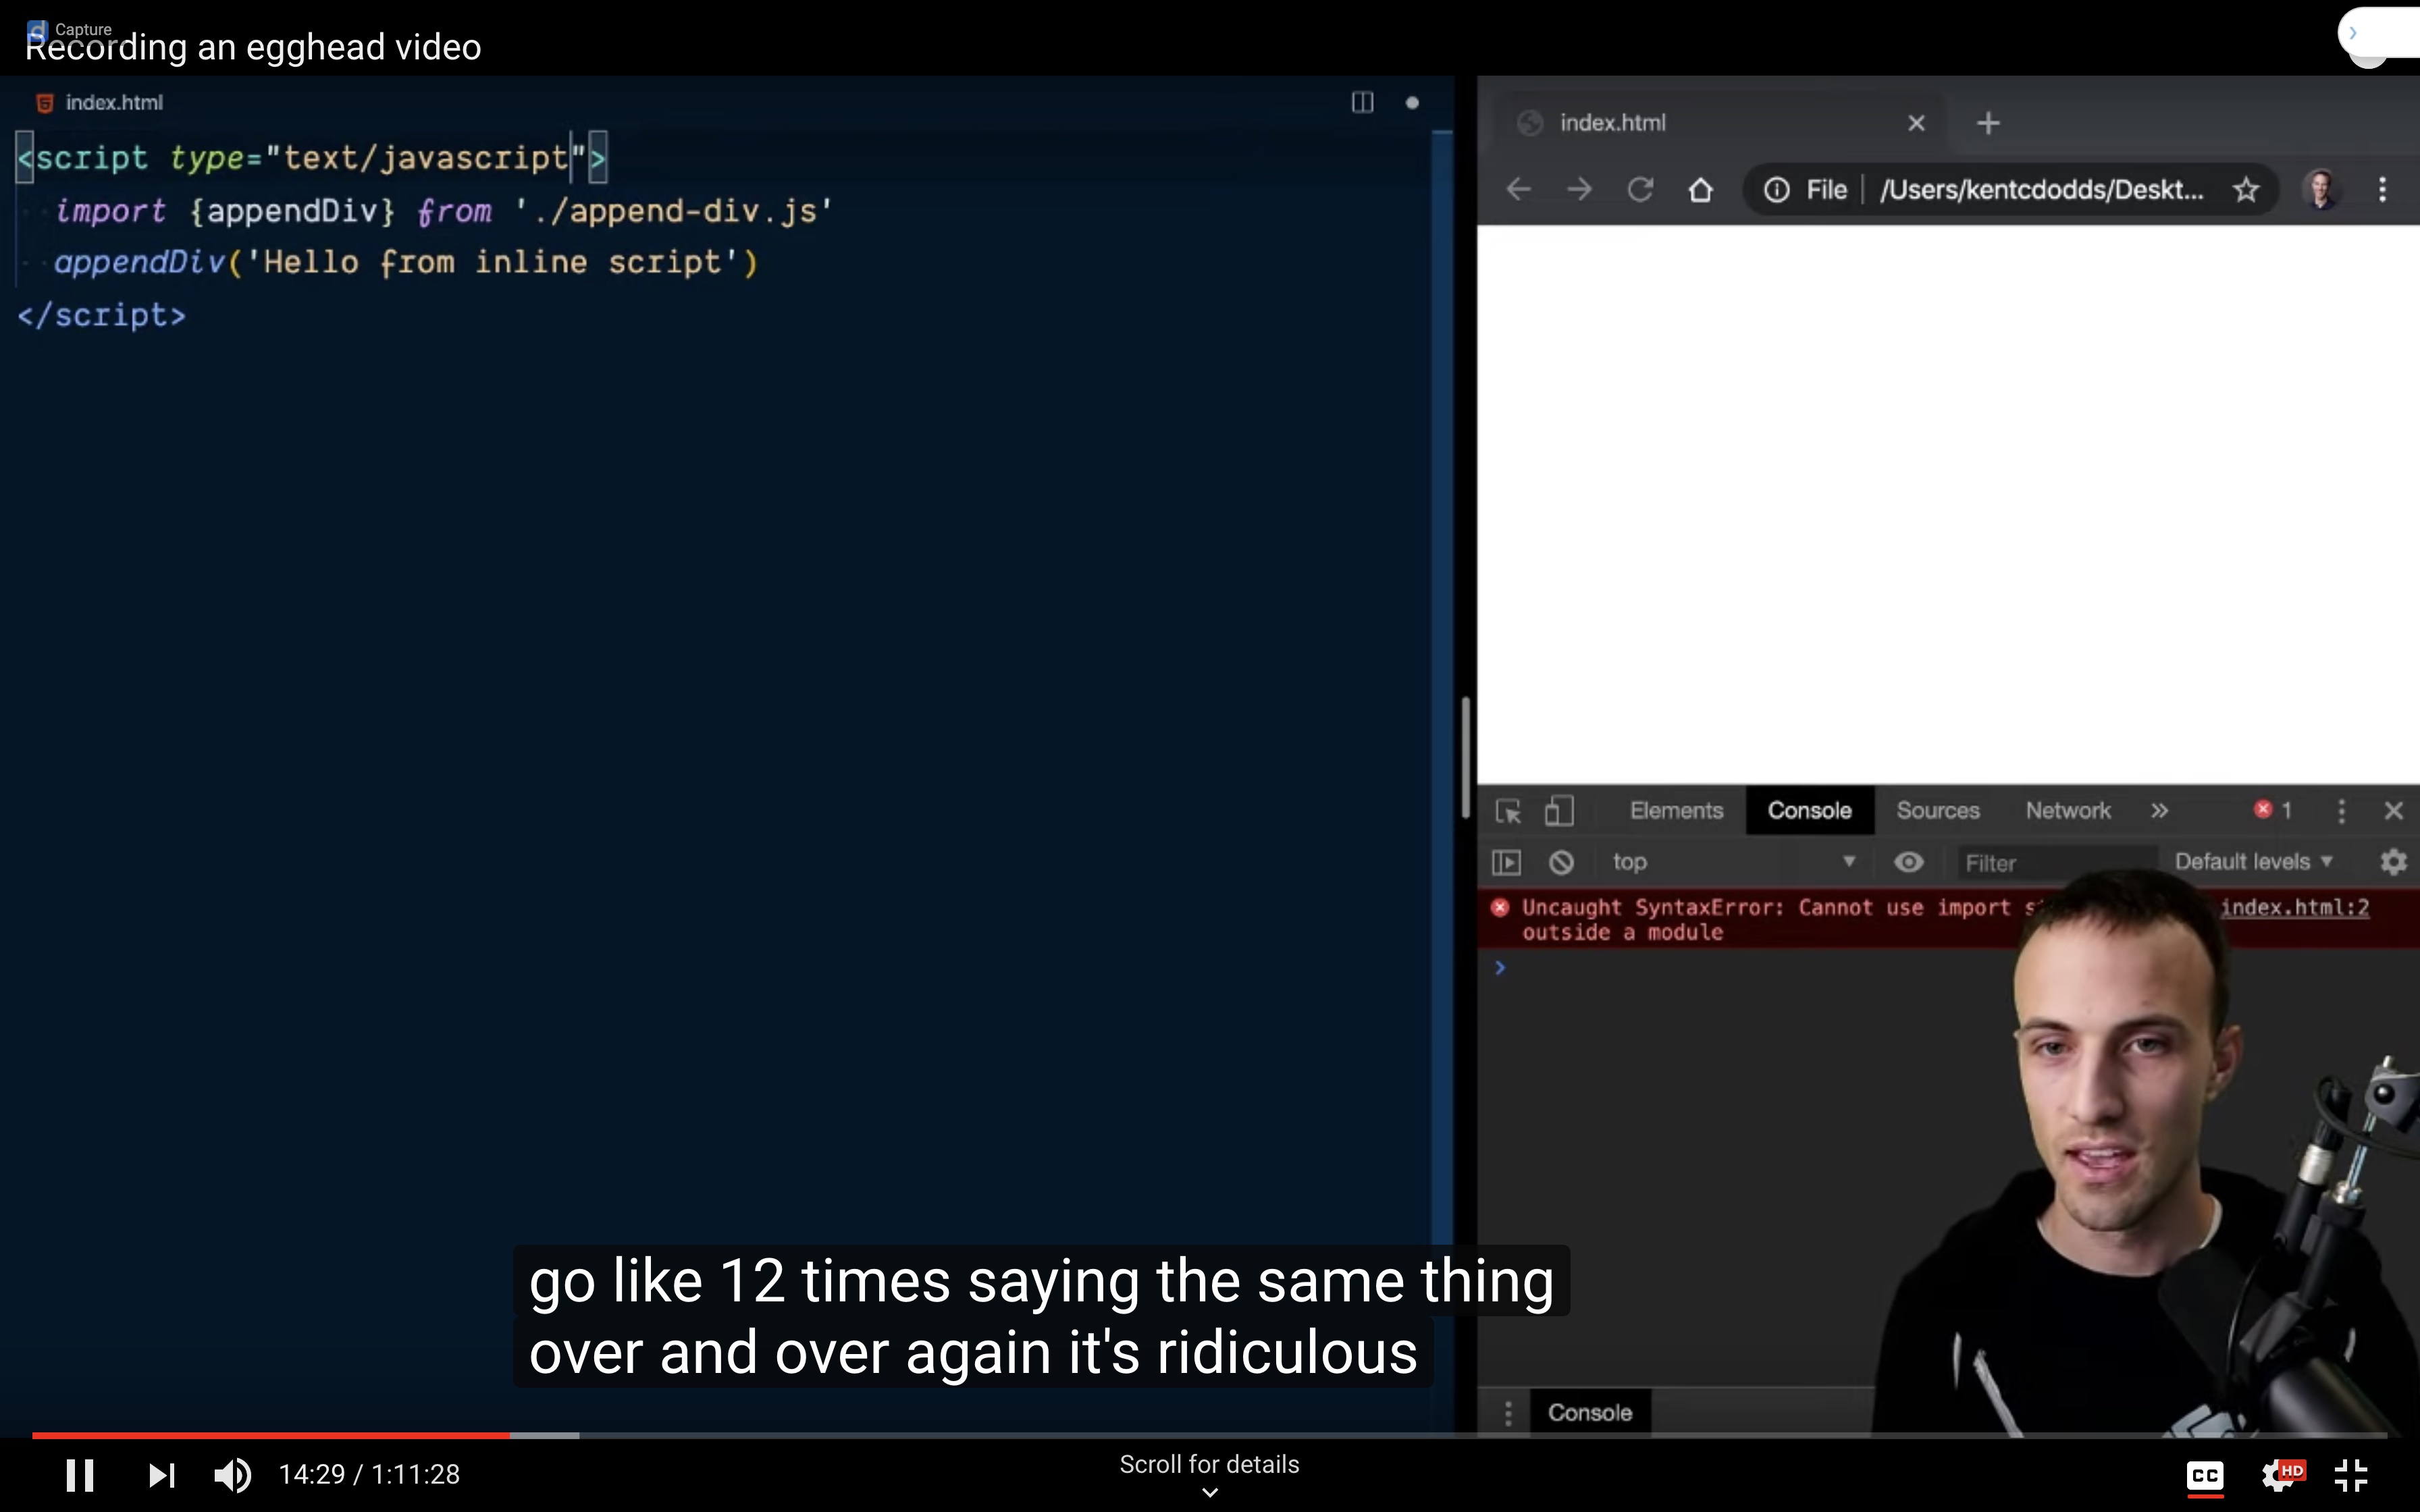 Capture
Recording an egghead video
index.html
<script type="text/javascript">
import {appendDiv} from './append-div.js'
appendDiv('Hello from inline script')
</script>
index.html
File | /Users/kentcdodds/Deskt...
Elements Console Sources Network » 1
top Filter Default levels
Uncaught SyntaxError: Cannot use import index.html:2
outside a module
Console
go like 12 times saying the same thing
over and over again it's ridiculous
14:29 / 1:11:28
Scroll for details
CC HD